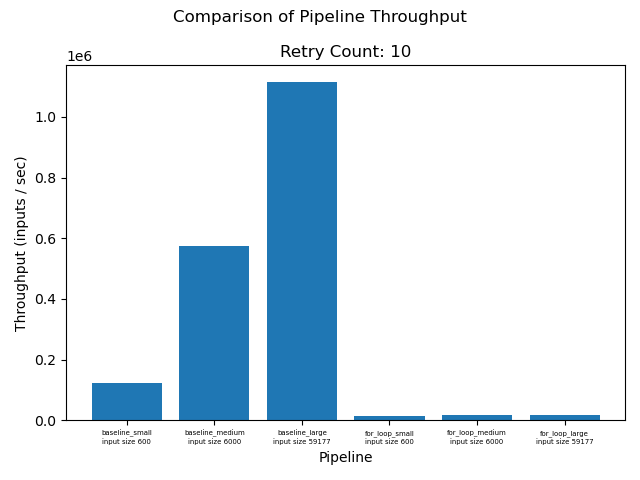 Comparison of Pipeline Throughput
Retry Count: 10
1e6
1.0
0.8
0.6
0.4
0.2
0.0
Throughput (inputs / sec)
baseline_small
input size 600
baseline_medium
input size 6000
baseline_large
input size 59177
for_loop_small
input size 600
for_loop_medium
input size 6000
for_loop_large
input size 59177
Pipeline